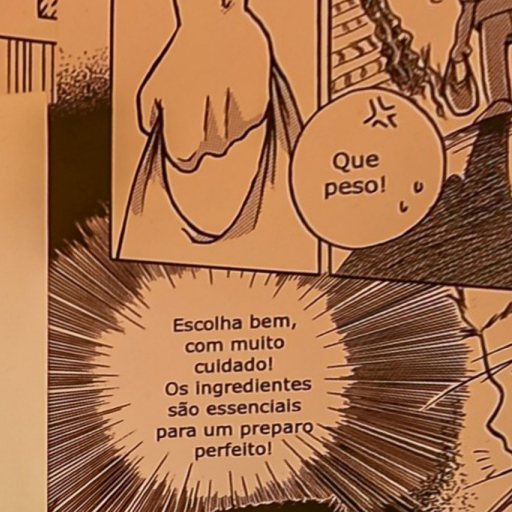 Que
peso!
Escolha bem,
com muito
cuidado!
Os ingredientes
são essenciais
para um preparo
perfeito!